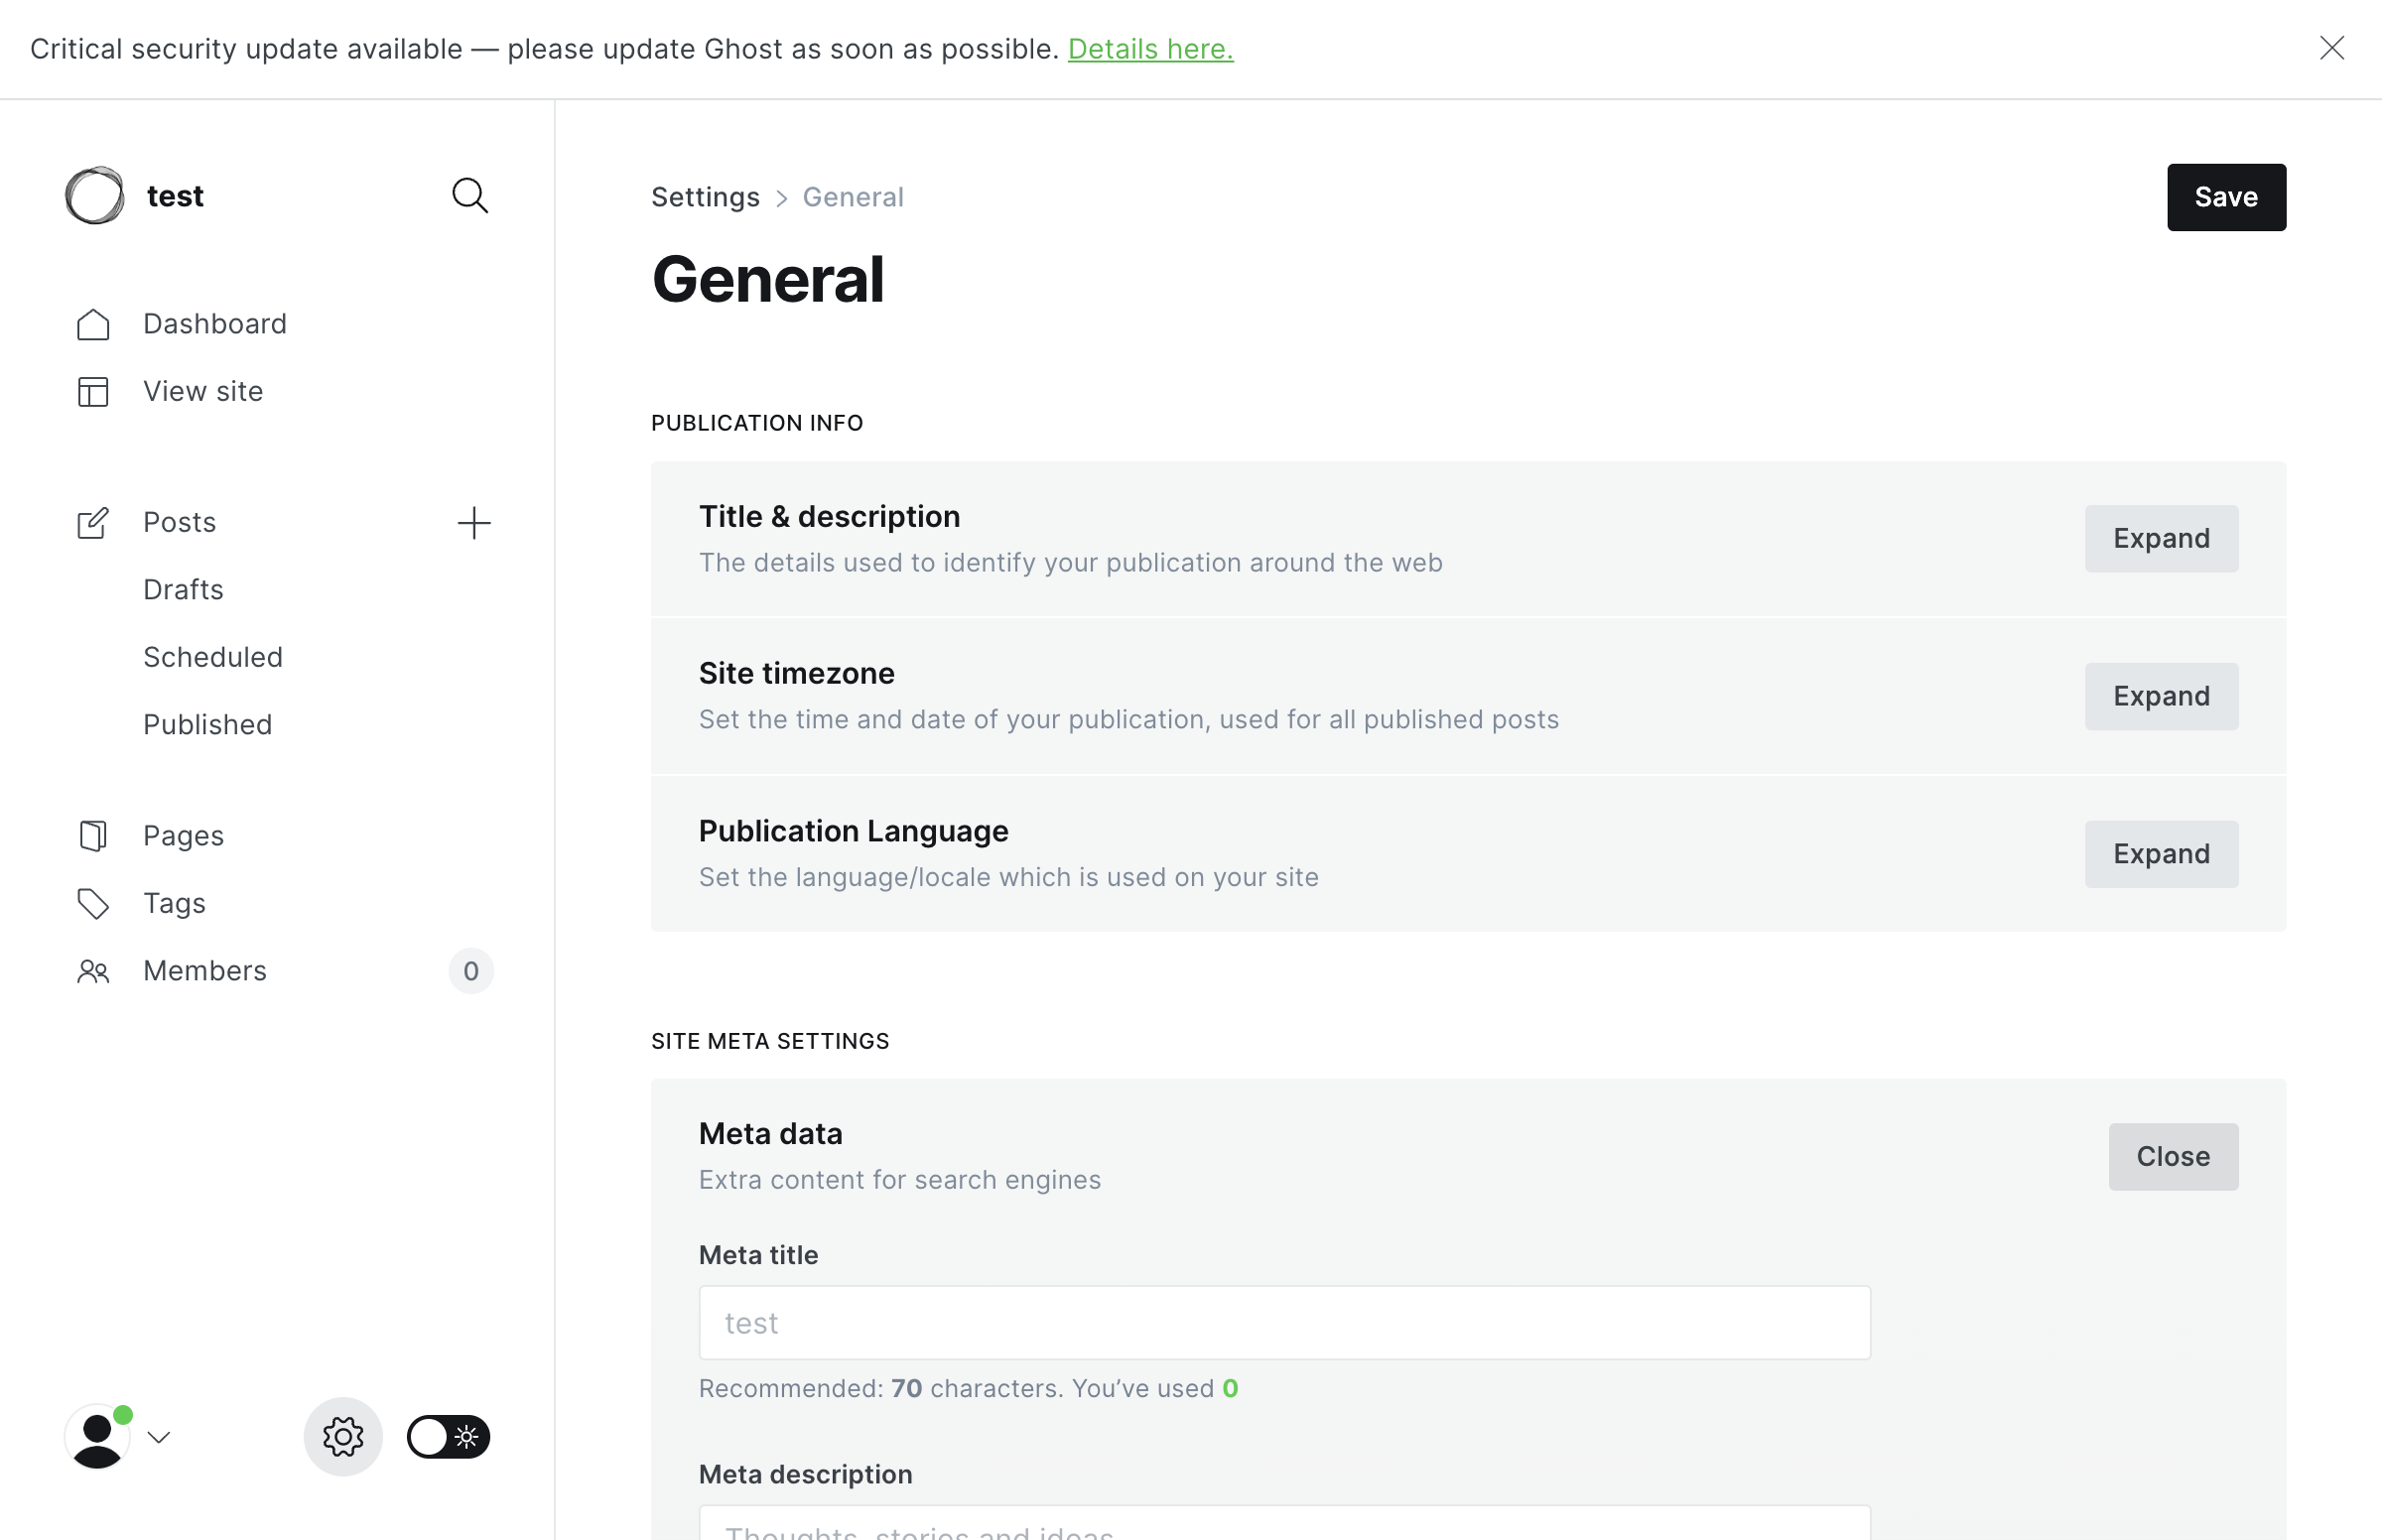 Critical security update available — please update Ghost as soon as possible. Details here.
test
Dashboard
View site
Posts
Drafts
Scheduled
Published
Pages
Tags
Members 0
Settings > General
Save
General
PUBLICATION INFO
Title & description
The details used to identify your publication around the web
Expand
Site timezone
Set the time and date of your publication, used for all published posts
Expand
Publication Language
Set the language/locale which is used on your site
Expand
SITE META SETTINGS
Meta data
Extra content for search engines
Close
Meta title
test
Recommended: 70 characters. You’ve used 0
Meta description
Thoughts, stories and ideas